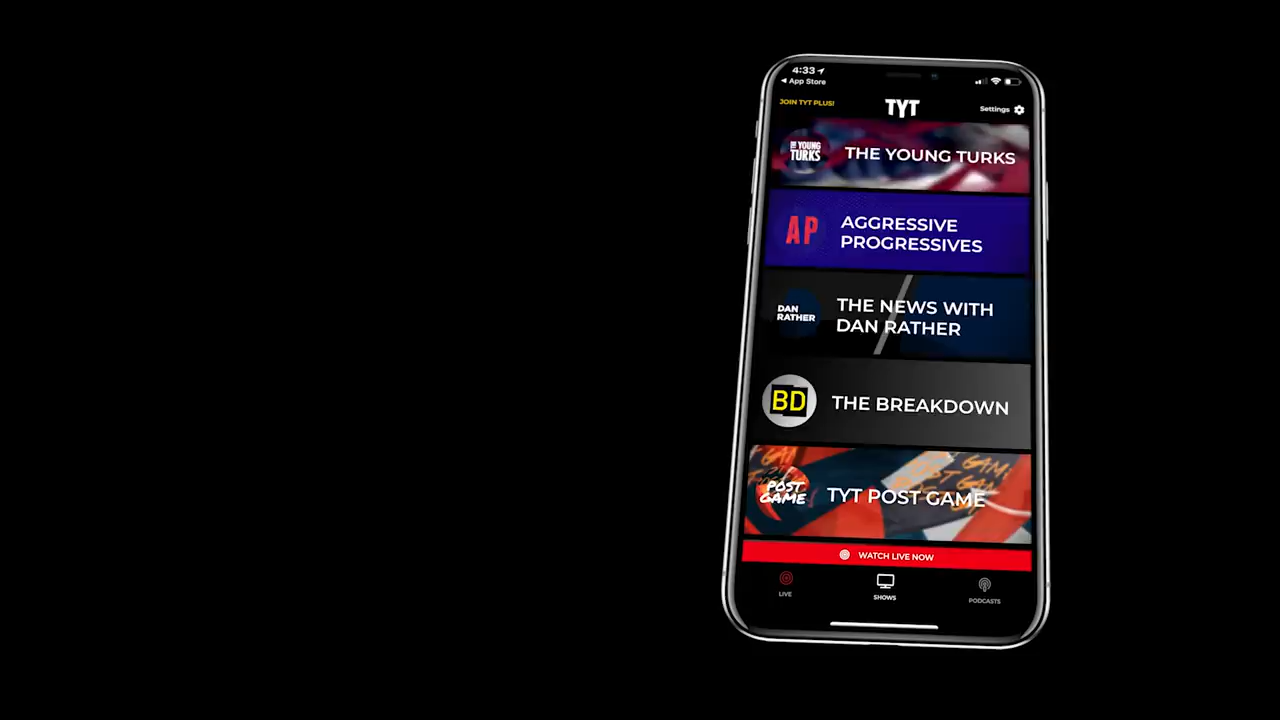 4:33
App Store
JOIN TYT PLUS!
TYT
Settings
THE YOUNG
TURKS
THE YOUNG TURKS
AP
AGGRESSIVE
PROGRESSIVES
DAN
RATHER
THE NEWS WITH
DAN RATHER
BD
THE BREAKDOWN
POST
GAME
TYT POST GAME
WATCH LIVE NOW
LIVE
SHOWS
PODCASTS